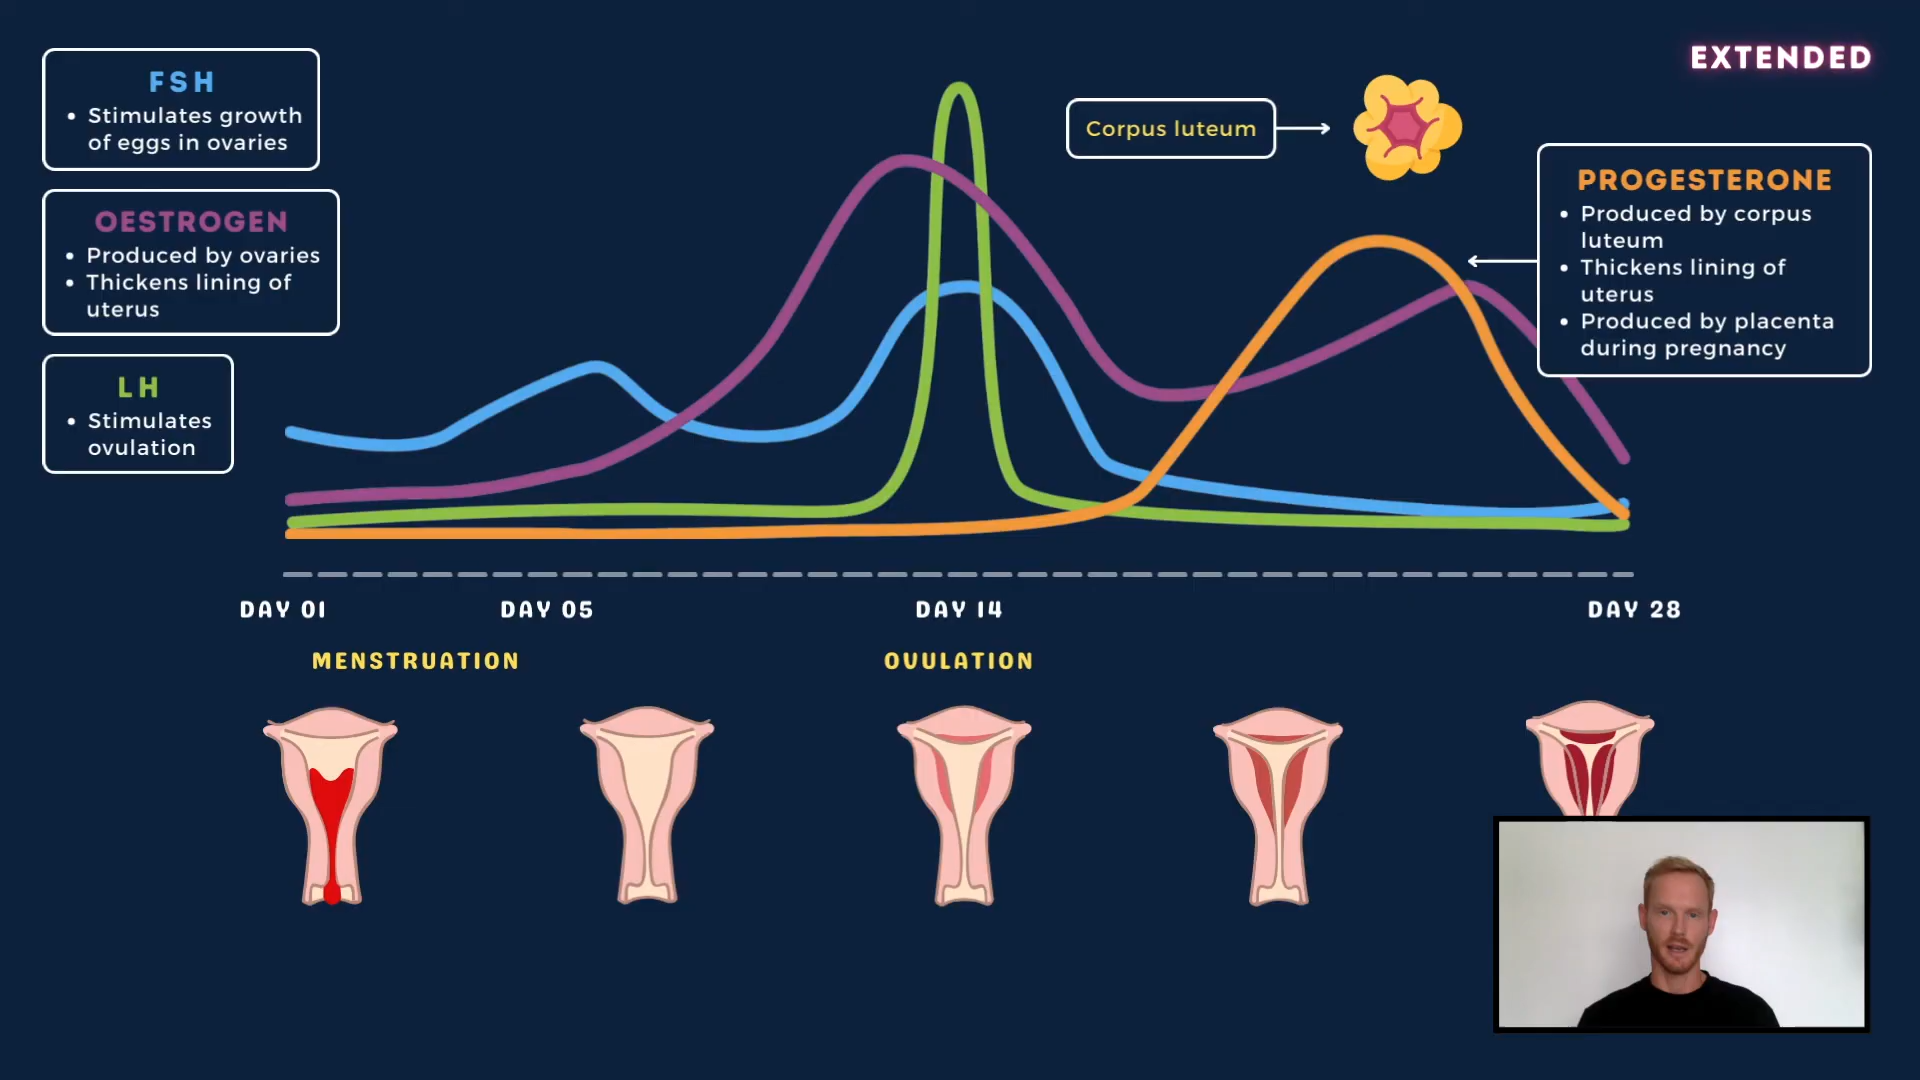 EXTENDED
FSH
• Stimulates growth
of eggs in ovaries
OESTROGEN
• Produced by ovaries
• Thickens lining of
uterus
LH
• Stimulates
ovulation
Corpus luteum
PROGESTERONE
• Produced by corpus
luteum
• Thickens lining of
uterus
• Produced by placenta
during pregnancy
DAY 01
DAY 05
DAY 14
DAY 28
MENSTRUATION
OVULATION